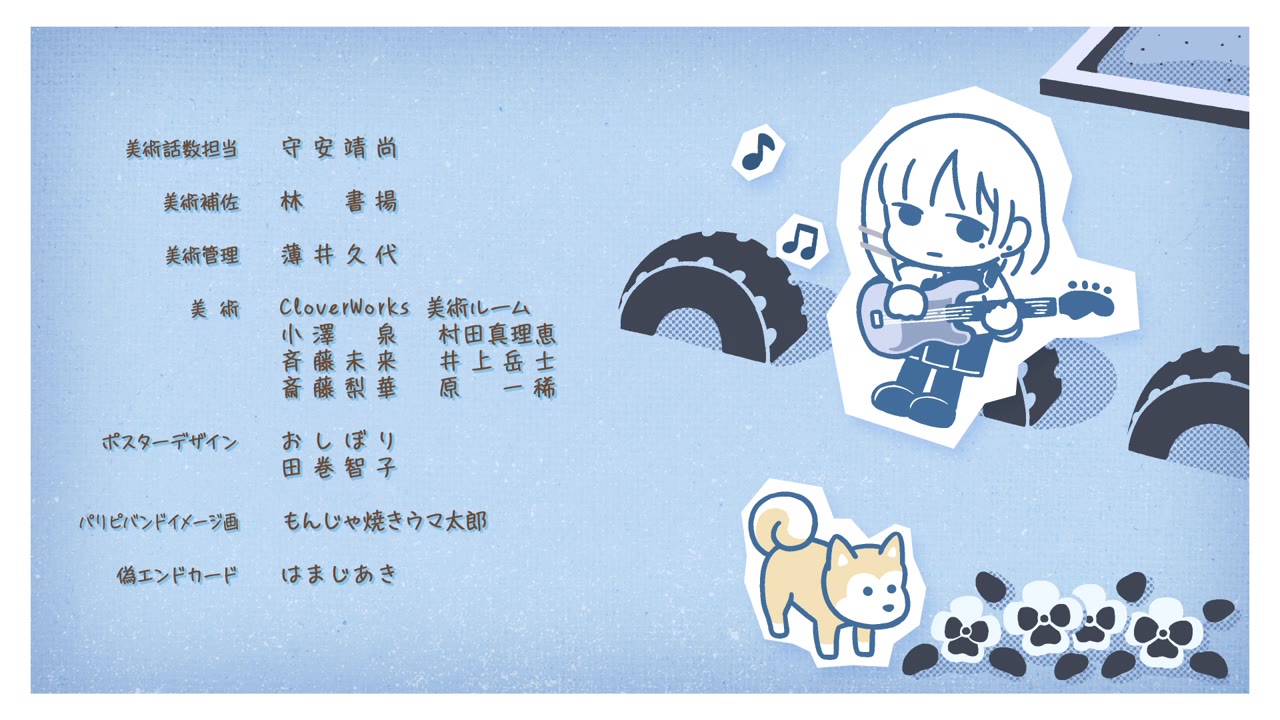 美術話数担当 守安靖尚
美術補佐 林 書揚
美術管理 薄井久代
美術 CloverWorks 美術ルーム
小澤 泉 村田真理恵
斉藤未来 井上岳士
斎藤梨華 原 一稀
ポスターデザイン おしぼり
田巻智子
パリピバンドイメージ画 もんじゃ焼きウマ太郎
偽エンドカード はまじあき